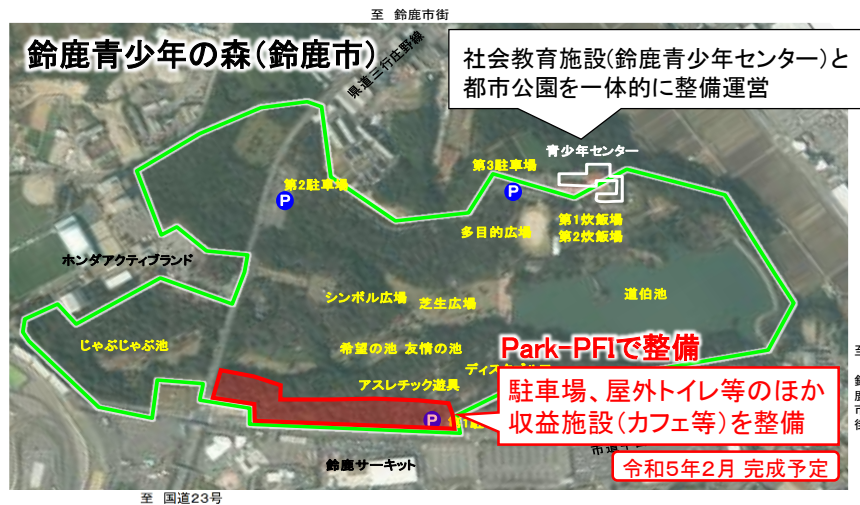 至 鈴鹿市街
鈴鹿青少年の森(鈴鹿市)
県道三行庄野線
社会教育施設(鈴鹿青少年センター)と
都市公園を一体的に整備運営
青少年センター
第3駐車場
P
第2駐車場
P
第1炊飯場
第2炊飯場
多目的広場
ホンダアクティブランド
シンボル広場
芝生広場
道伯池
じゃぶじゃぶ池
希望の池 友情の池
Park-PFIで整備
アスレチック遊具
駐車場、屋外トイレ等のほか
収益施設(カフェ等)を整備
P
鈴鹿サーキット
令和5年2月 完成予定
至 国道23号
至 鈴鹿市街